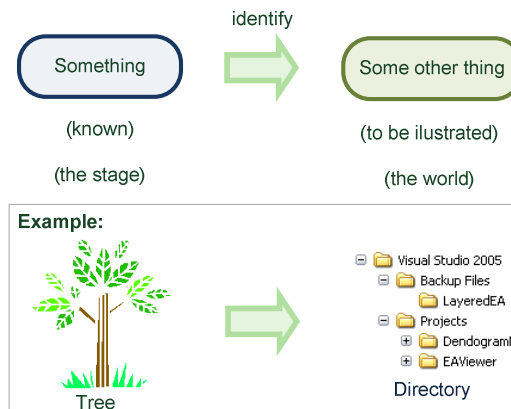 identify
Something
Some other thing
(known)
(to be ilustrated)
(the stage)
(the world)
Example:
Visual Studio 2005
Backup Files
LayeredEA
Projects
EAViewer
Tree
Directory